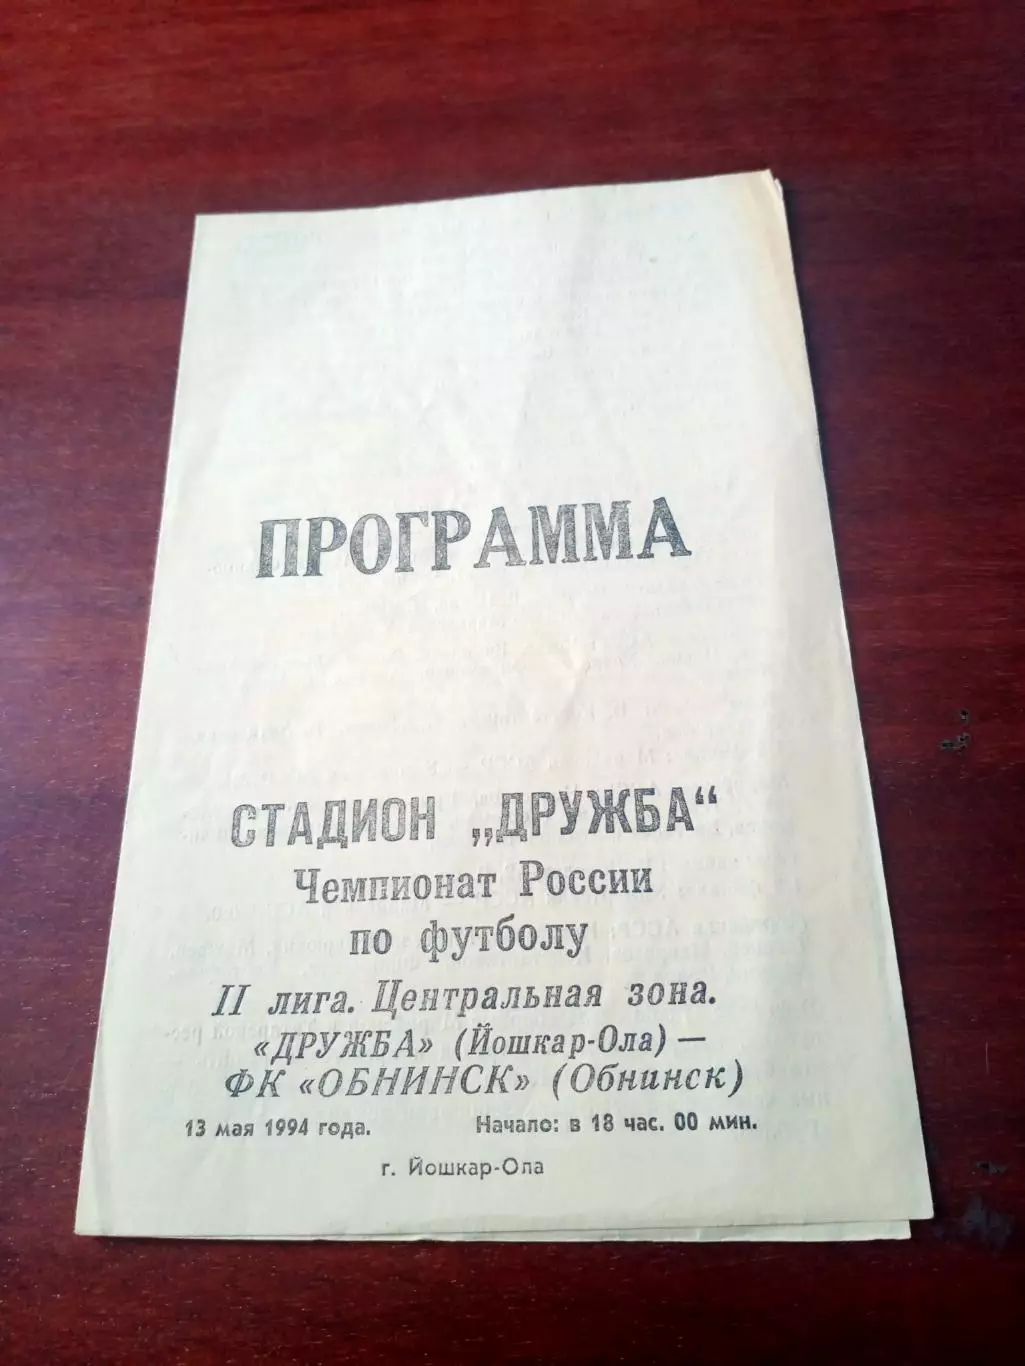 ПРОГРАММА
СТАДИОН „ДРУЖБА“
Чемпионат России
по футболу
II лига. Центральная зона.
«ДРУЖБА» (Йошкар-Ола) —
ФК «ОБНИНСК» (Обнинск)
13 мая 1994 года. Начало: в 18 час. 00 мин.
г. Йошкар-Ола